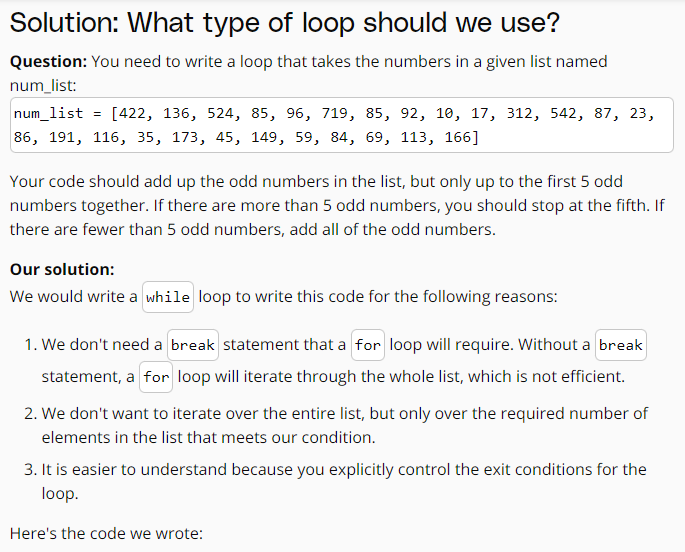 Solution: What type of loop should we use?
Question: You need to write a loop that takes the numbers in a given list named
num_list:
num_list = [422, 136, 524, 85, 96, 719, 85, 92, 10, 17, 312, 542, 87, 23,
86, 191, 116, 35, 173, 45, 149, 59, 84, 69, 113, 166]
Your code should add up the odd numbers in the list, but only up to the first 5 odd
numbers together. If there are more than 5 odd numbers, you should stop at the fifth. If
there are fewer than 5 odd numbers, add all of the odd numbers.
Our solution:
We would write a while loop to write this code for the following reasons:
1. We don't need a break statement that a for loop will require. Without a break
statement, a for loop will iterate through the whole list, which is not efficient.
2. We don't want to iterate over the entire list, but only over the required number of
elements in the list that meets our condition.
3. It is easier to understand because you explicitly control the exit conditions for the
loop.
Here's the code we wrote: